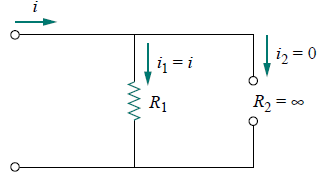 i
i₁ = i
i₂ = 0
R₁
R₂ = ∞